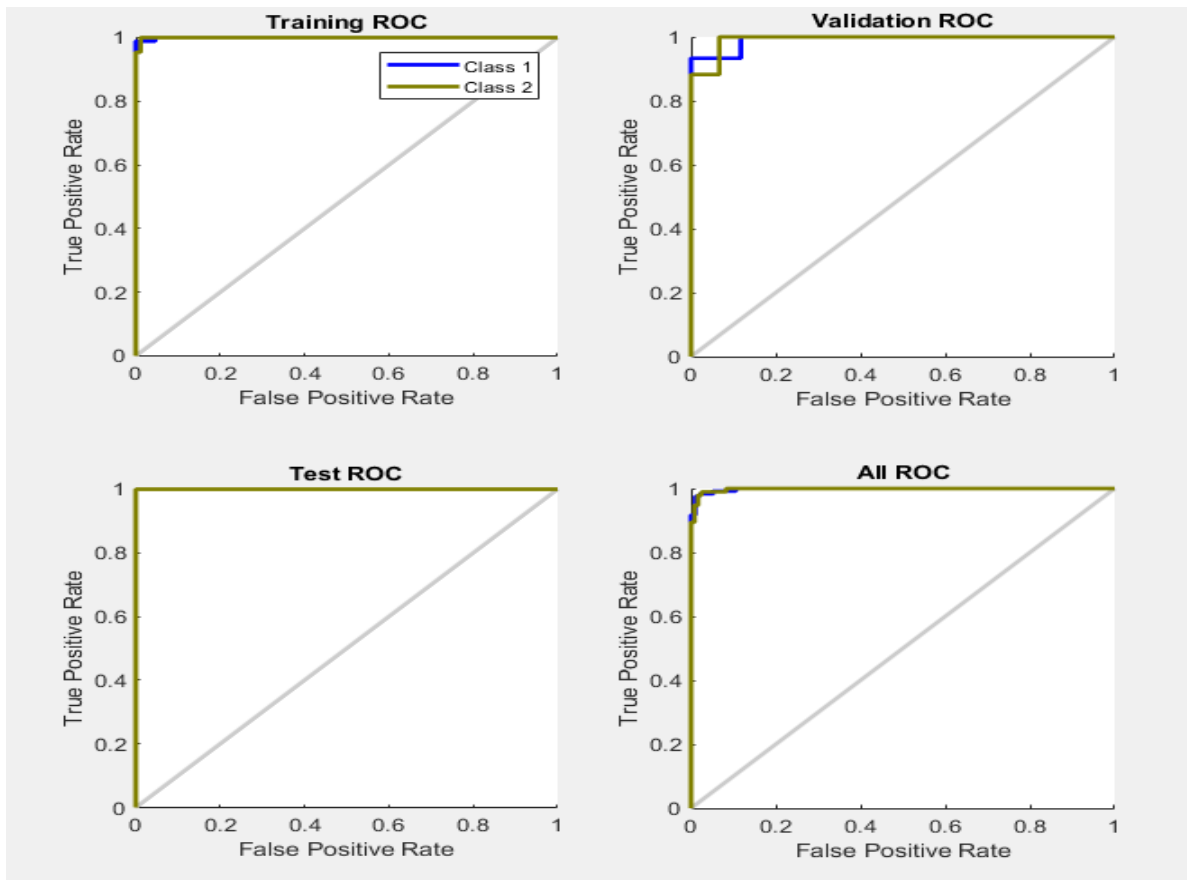 Training ROC
True Positive Rate
1
0.8
0.6
0.4
0.2
0
Class 1
Class 2
0 0.2 0.4 0.6 0.8 1
False Positive Rate
Validation ROC
True Positive Rate
1
0.8
0.6
0.4
0.2
0
0 0.2 0.4 0.6 0.8 1
False Positive Rate
Test ROC
True Positive Rate
1
0.8
0.6
0.4
0.2
0
0 0.2 0.4 0.6 0.8 1
False Positive Rate
All ROC
True Positive Rate
1
0.8
0.6
0.4
0.2
0
0 0.2 0.4 0.6 0.8 1
False Positive Rate